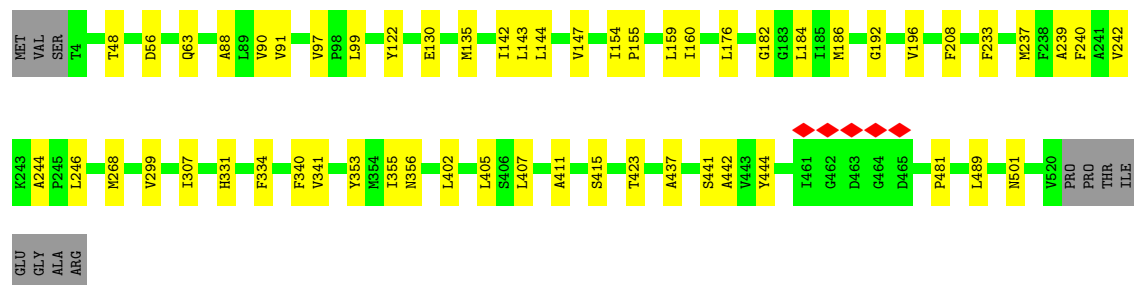 MET VAL SER T4 T48 D56 Q63 A88 L89 V90 V91 V97 P98 L99 Y122 E130 M135 I142 L143 L144 V147 I154 P155 L159 I160 L176 G182 G183 L184 I185 M186 G192 V196 F208 F233 M237 F238 A239 F240 A241 V242
K243 A244 P245 L246 M268 V299 I307 H331 F334 F340 V341 Y353 M354 I355 N356 L402 L405 S406 L407 A411 S415 T423 A437 S441 A442 V443 Y444 I461 G462 D463 G464 D465 P481 L489 N501 V520 PRO PRO THR ILE
GLU GLY ALA ARG